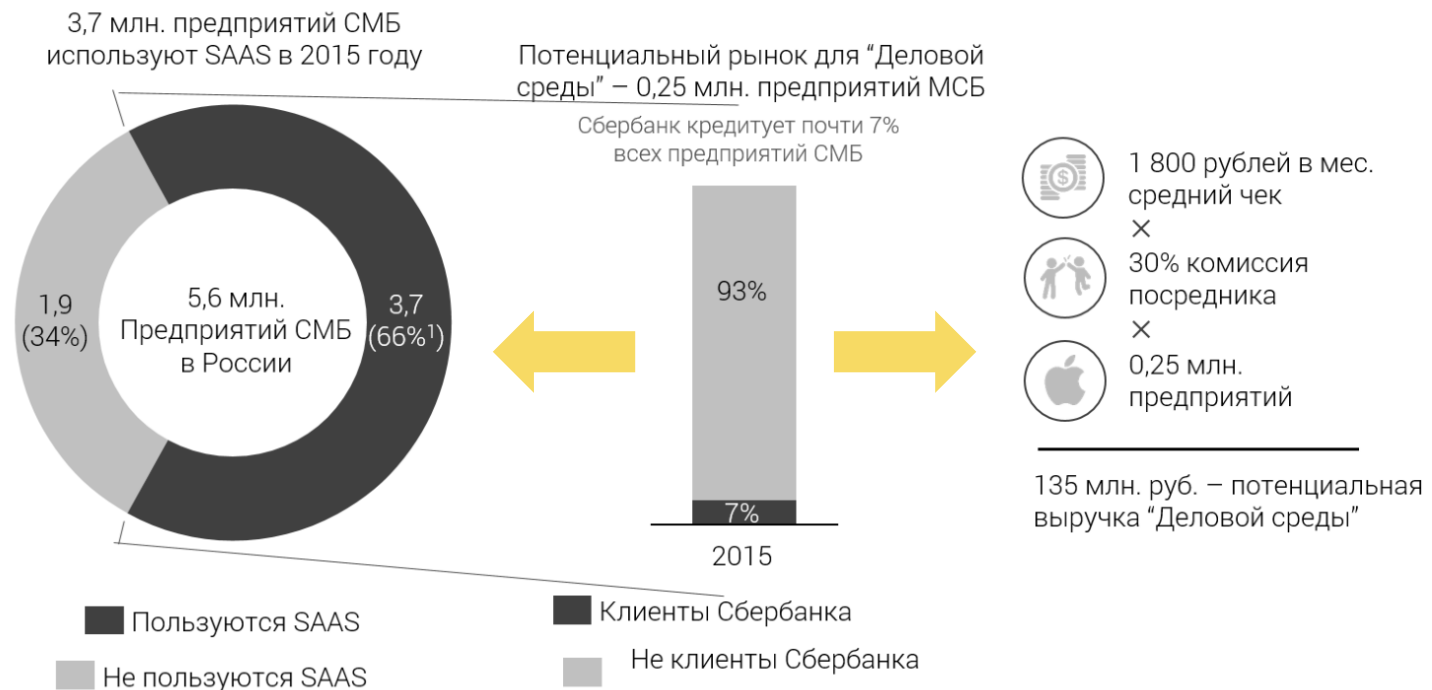 3,7 млн. предприятий СМБ
используют SAAS в 2015 году
1,9
(34%)
5,6 млн.
Предприятий СМБ
в России
3,7
(66%¹)
Пользуются SAAS
Не пользуются SAAS
Потенциальный рынок для “Деловой
среды” – 0,25 млн. предприятий МСБ
Сбербанк кредитует почти 7%
всех предприятий СМБ
93%
7%
2015
Клиенты Сбербанка
Не клиенты Сбербанка
1 800 рублей в мес.
средний чек
×
30% комиссия
посредника
×
0,25 млн.
предприятий
135 млн. руб. – потенциальная
выручка “Деловой среды”